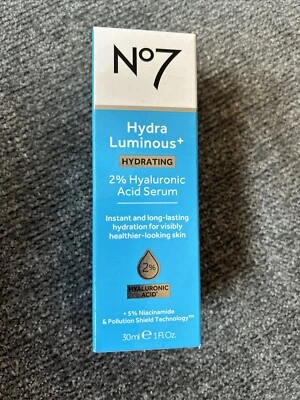 No7
Hydra
Luminous+
HYDRATING
2% Hyaluronic
Acid Serum
Instant and long-lasting
hydration for visibly
healthier-looking skin
2%
HYALURONIC
ACID
+ 5% Niacinamide
& Pollution Shield Technology™
30ml ℮ 1 Fl. Oz.